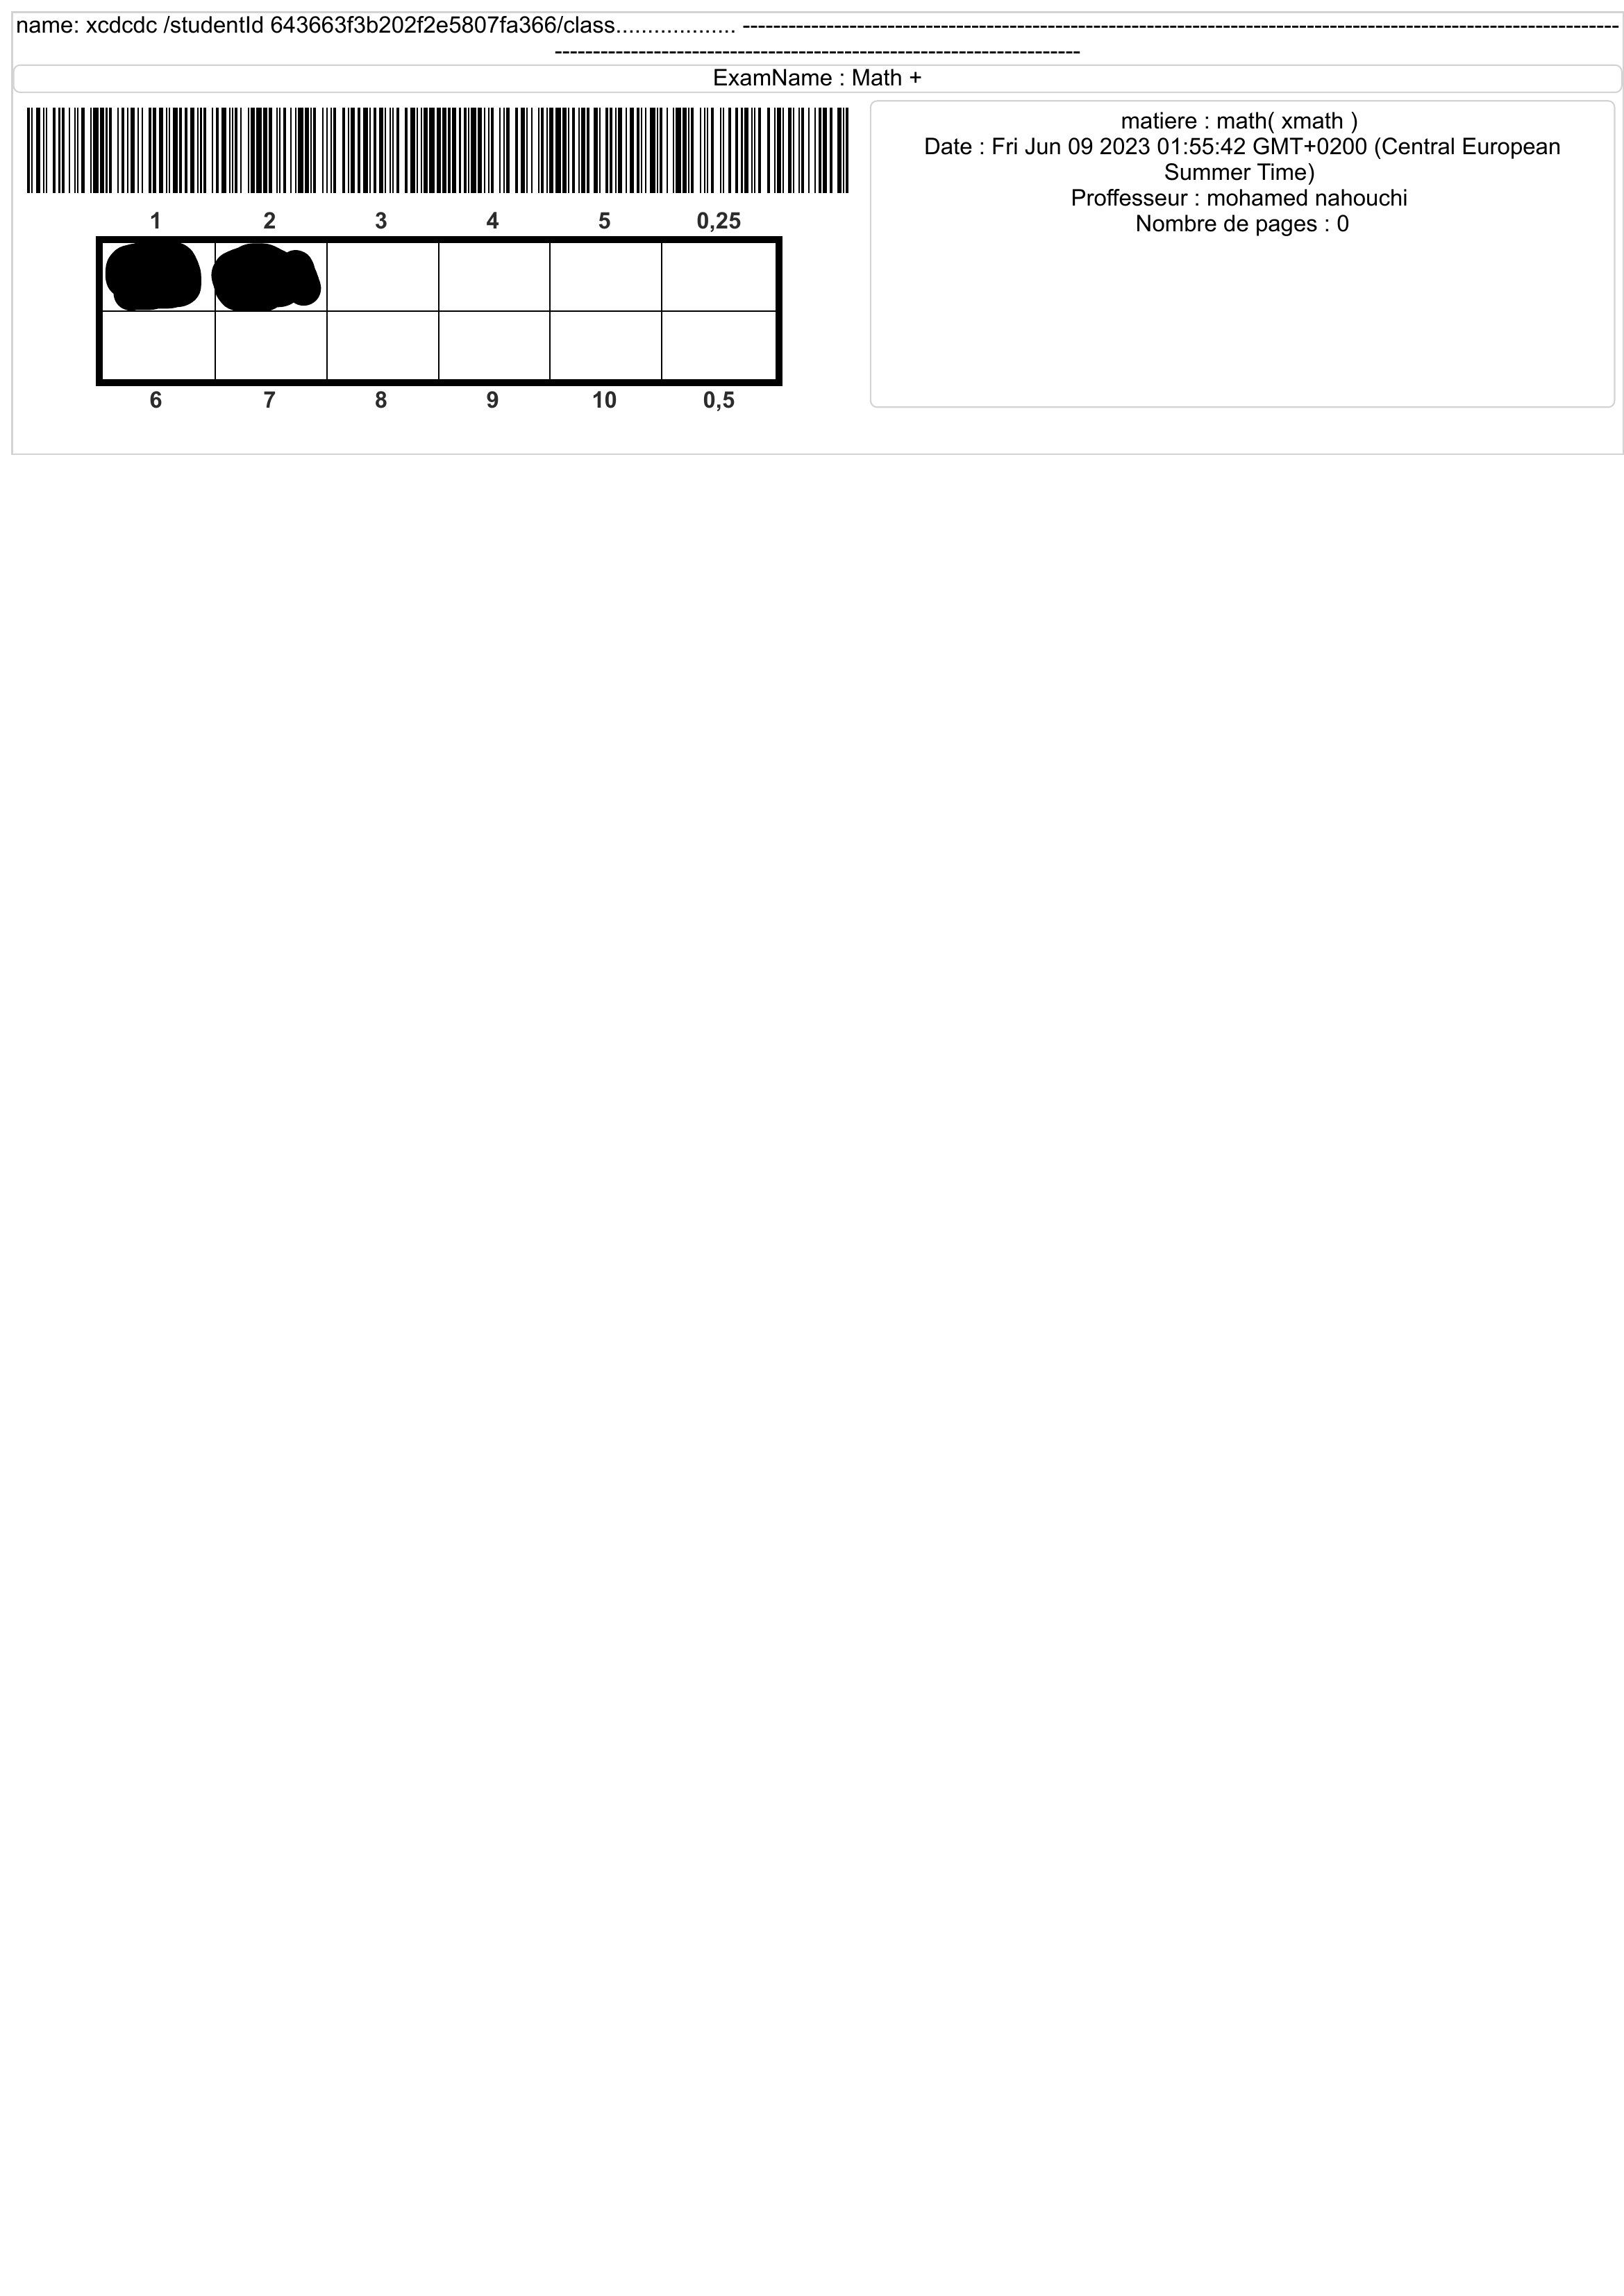 name: xcdcdc /studentId 643663f3b202f2e5807fa366/class................... --------------------------------------------------------------------------------------------------------------------
----------------------------------------------------------------------
ExamName : Math +
matiere : math( xmath )
Date : Fri Jun 09 2023 01:55:42 GMT+0200 (Central European
Summer Time)
Proffesseur : mohamed nahouchi
Nombre de pages : 0
1 2 3 4 5 0,25
6 7 8 9 10 0,5